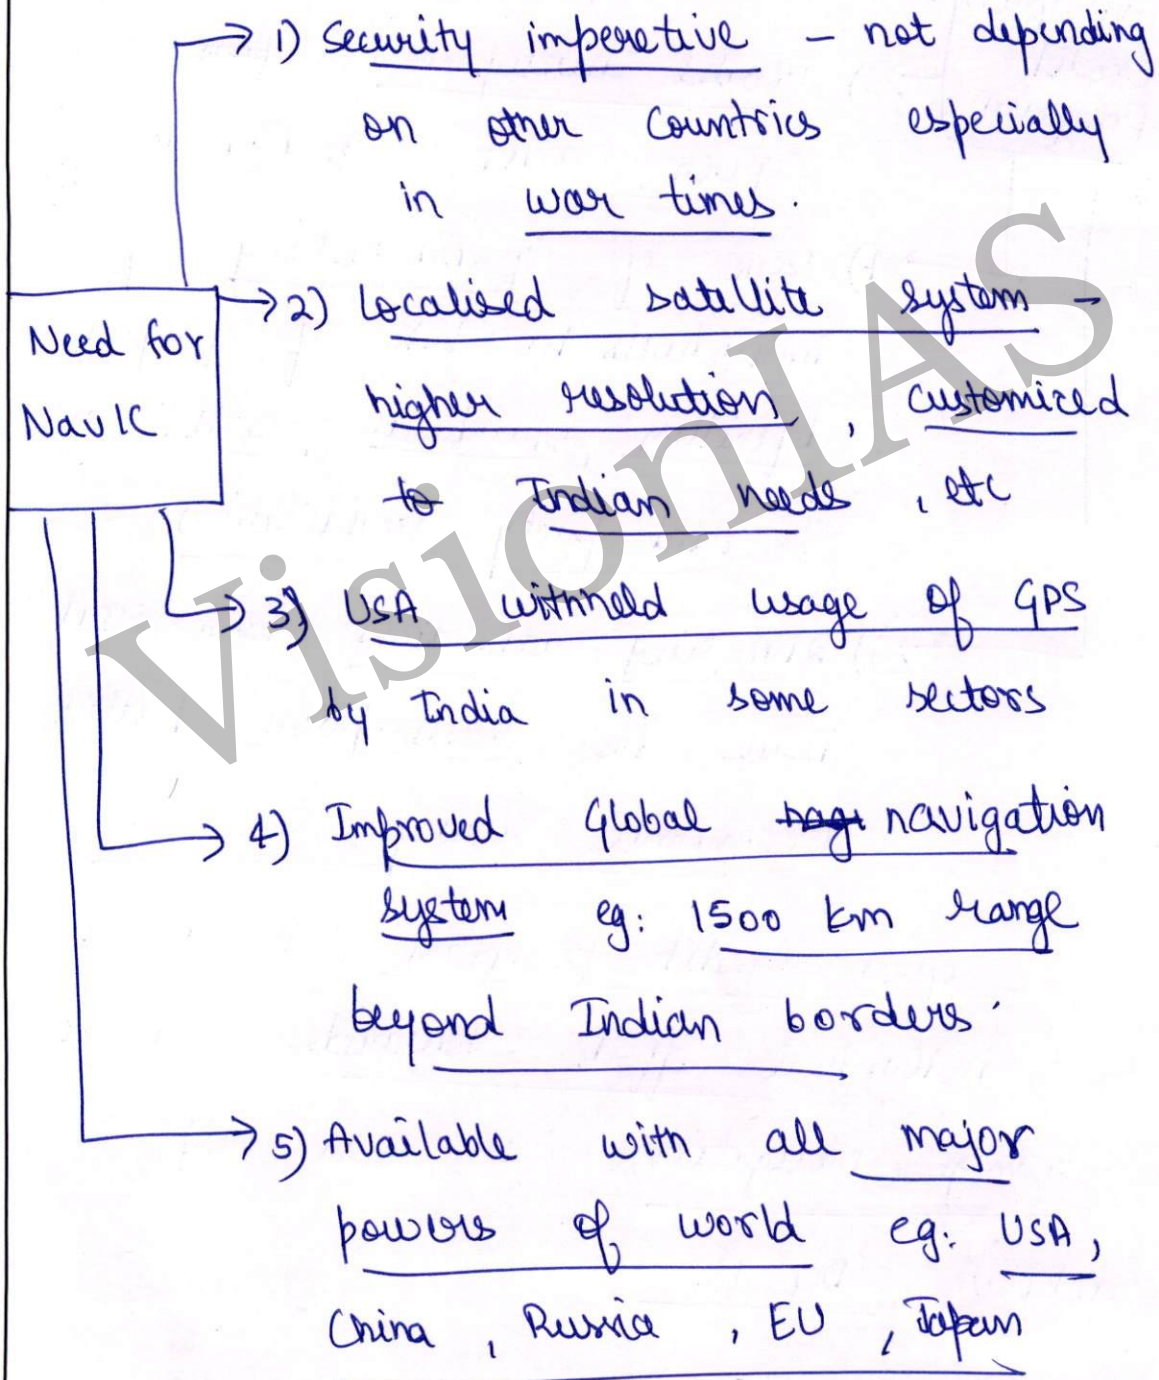 1) Security imperative - not depending
on other countries especially
in war times.
Need for
NavIC
2) Localised satellite system -
higher resolution, customized
to Indian needs, etc
3) USA withheld usage of GPS
by India in some sectors
4) Improved Global navigation
system eg: 1500 km range
beyond Indian borders.
5) Available with all major
powers of world eg: USA,
China, Russia, EU, Japan
VisionIAS